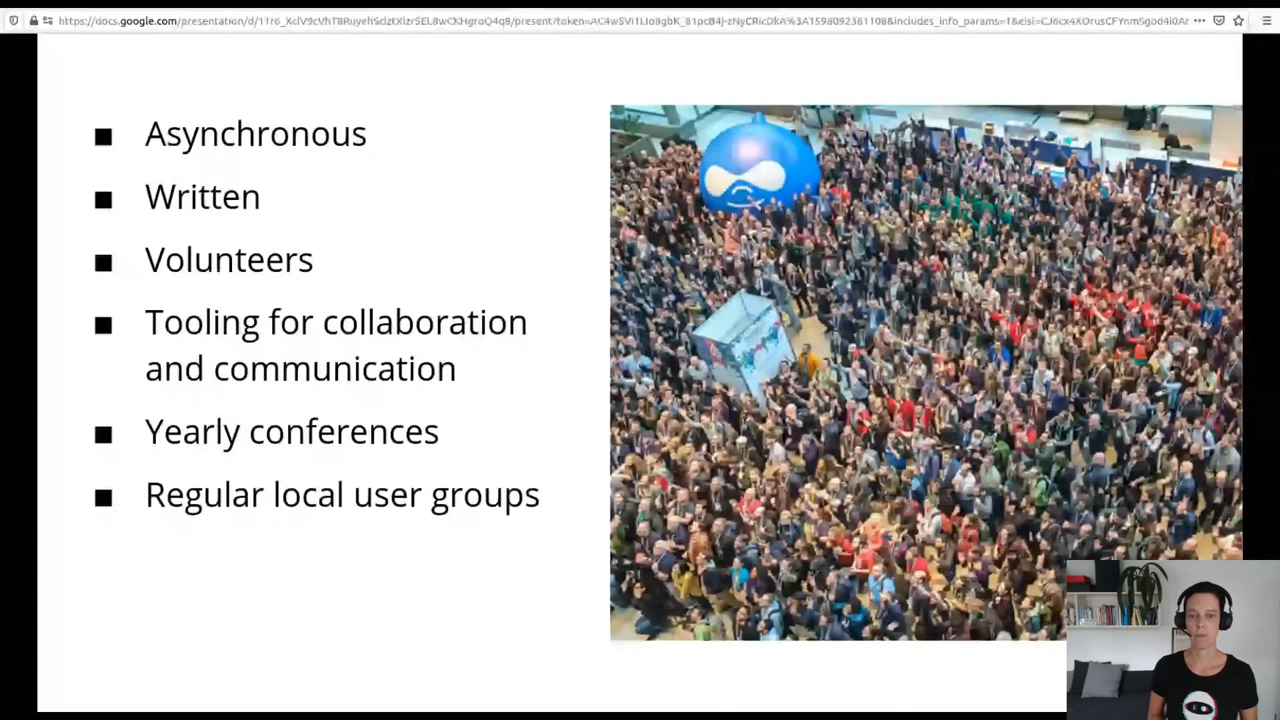 Asynchronous
Written
Volunteers
Tooling for collaboration
and communication
Yearly conferences
Regular local user groups